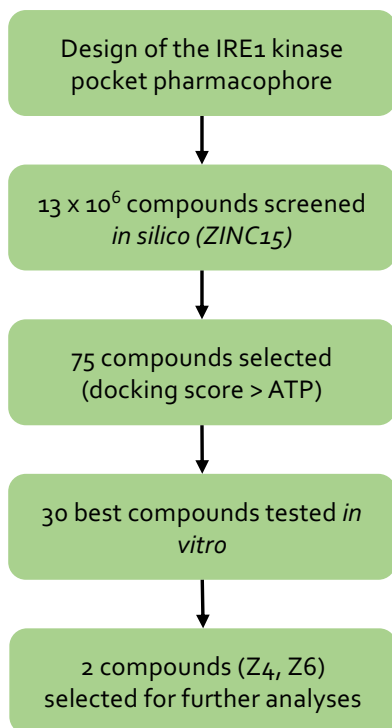 Design of the IRE1 kinase
pocket pharmacophore
13 x 10⁶ compounds screened
in silico (ZINC15)
75 compounds selected
(docking score > ATP)
30 best compounds tested in
vitro
2 compounds (Z4, Z6)
selected for further analyses